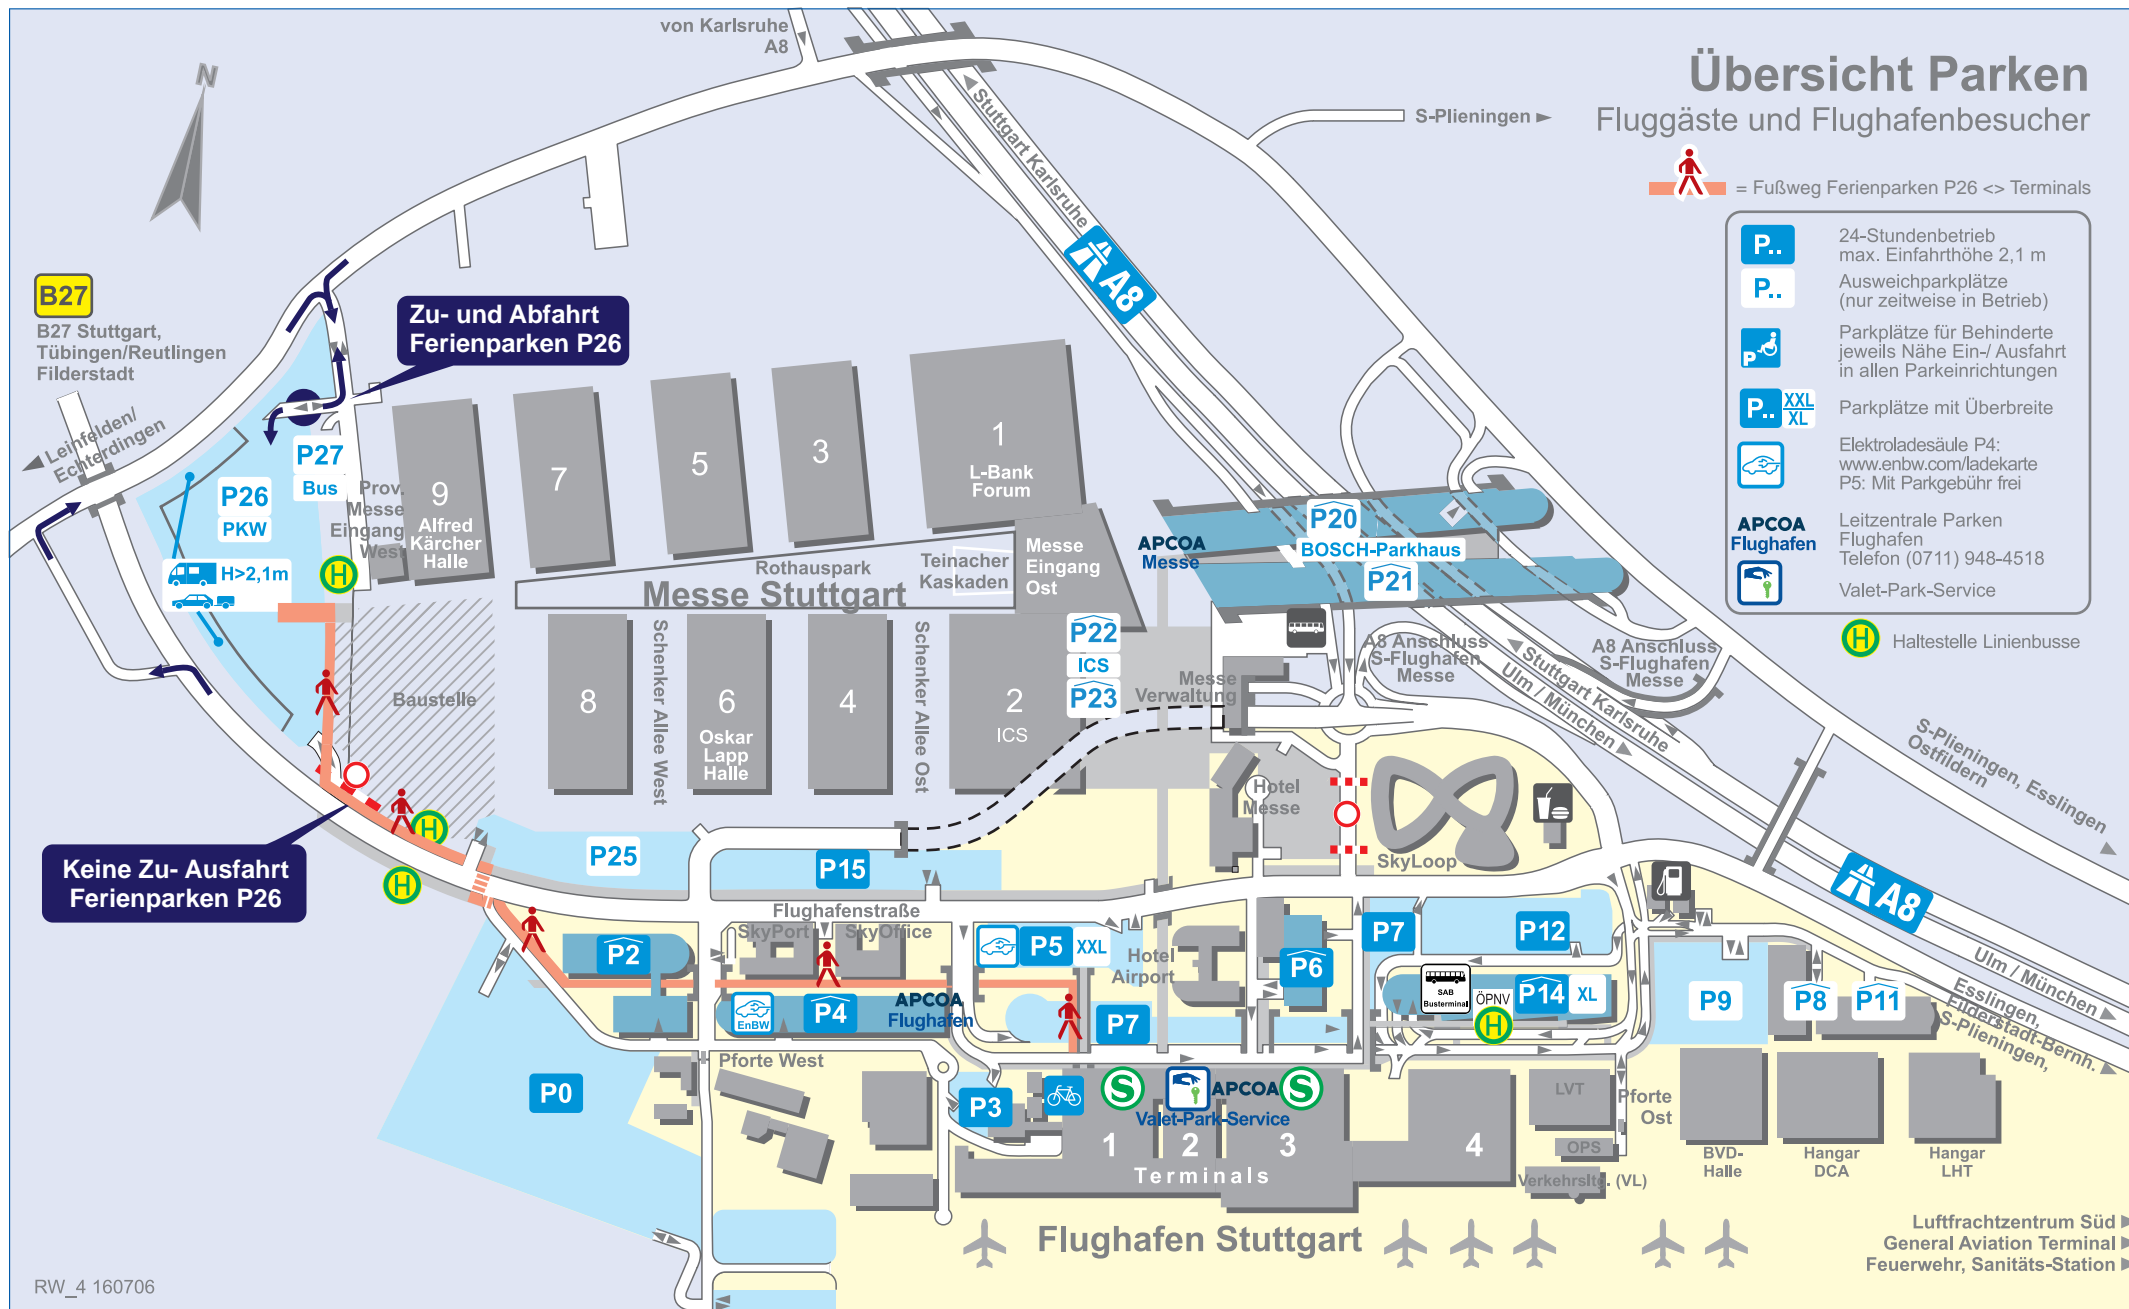 von Karlsruhe
A8
Übersicht Parken
Fluggäste und Flughafenbesucher
= Fußweg Ferienparken P26 <> Terminals
P..
24-Stundenbetrieb
max. Einfahrthöhe 2,1 m
P..
Ausweichparkplätze
(nur zeitweise in Betrieb)
P
Parkplätze für Behinderte
jeweils Nähe Ein-/ Ausfahrt
in allen Parkeinrichtungen
P.. XXL
XL
Parkplätze mit Überbreite
Elektroladesäule P4:
www.enbw.com/ladekarte
P5: Mit Parkgebühr frei
APCOA
Flughafen
Leitzentrale Parken
Flughafen
Telefon (0711) 948-4518
Valet-Park-Service
H
Haltestelle Linienbusse
N
S-Plieningen
Stuttgart Karlsruhe
A8
B27
B27 Stuttgart,
Tübingen/Reutlingen
Filderstadt
Zu- und Abfahrt
Ferienparken P26
Leinfelden/
Echterdingen
P27
Bus
P26
PKW
H>2,1m
Prov.
Messe
Eingang
West
H
9
Alfred
Kärcher
Halle
7
5
3
1
L-Bank
Forum
Messe
Eingang
Ost
Teinacher
Kaskaden
Rothauspark
Messe Stuttgart
APCOA
Messe
P20
BOSCH-Parkhaus
P21
P22
ICS
P23
Baustelle
8
Schenker Allee West
6
Oskar
Lapp
Halle
4
Schenker Allee Ost
2
ICS
Messe
Verwaltung
A8 Anschluss
S-Flughafen
Messe
A8 Anschluss
S-Flughafen
Messe
Stuttgart Karlsruhe
Ulm / München
S-Plieningen, Esslingen
Ostfildern
Hotel
Messe
SkyLoop
Keine Zu- Ausfahrt
Ferienparken P26
H
H
P25
P15
Flughafenstraße
SkyPort
SkyOffice
P2
P5 XXL
Hotel
Airport
P6
P7
P12
A8
Ulm / München
Esslingen,
Filderstadt-Bernh.
S-Plieningen,
EnBW
P4
APCOA
Flughafen
P7
SAB
Busterminal
ÖPNV
H
P14 XL
P9
P8
P11
Pforte West
P0
P3
S
APCOA
Valet-Park-Service
S
1
2
3
4
Terminals
LVT
OPS
Verkehrsltg. (VL)
Pforte
Ost
BVD-
Halle
Hangar
DCA
Hangar
LHT
Flughafen Stuttgart
Luftfrachtzentrum Süd
General Aviation Terminal
Feuerwehr, Sanitäts-Station
RW_4 160706